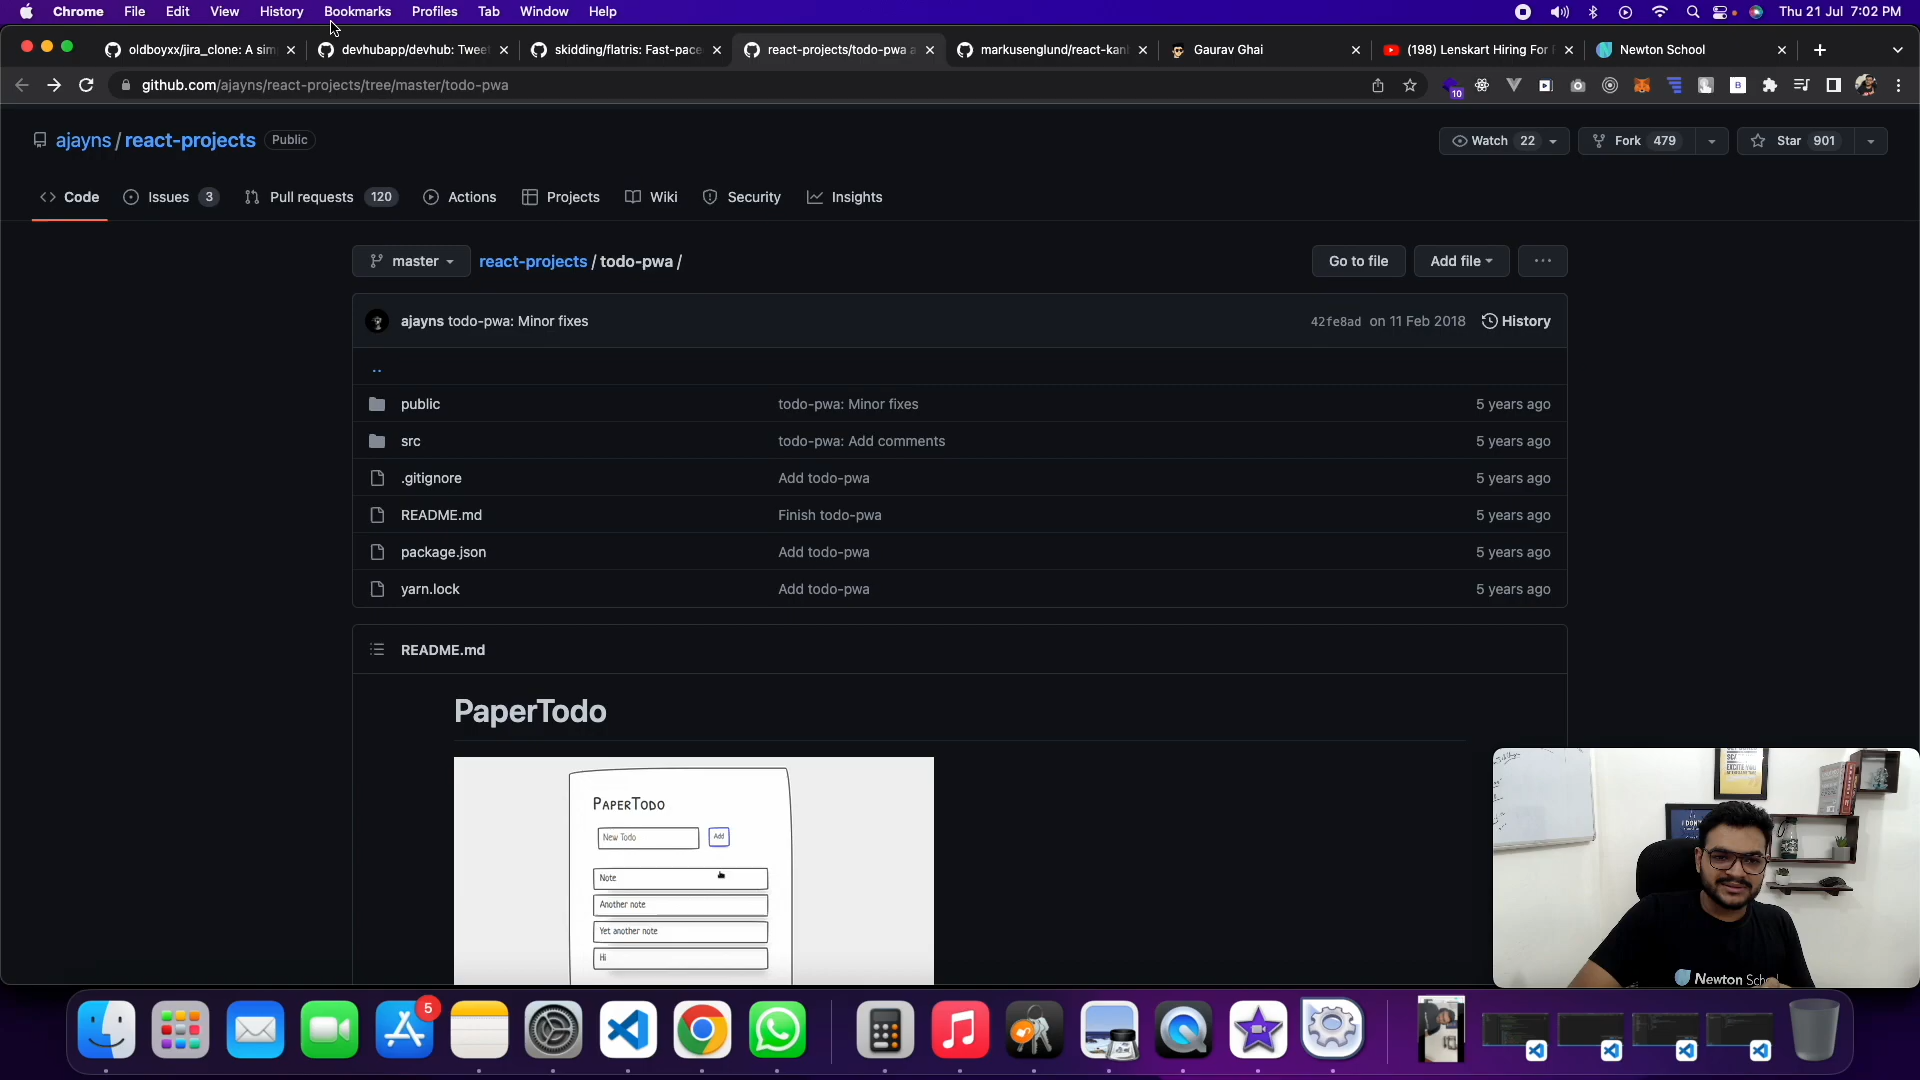 Chrome File Edit View History Bookmarks Profiles Tab Window Help Thu 21 Jul 7:02 PM
oldboyxx/jira_clone: A sim devhubapp/devhub: Tweet skidding/flatris: Fast-pace react-projects/todo-pwa a markusenglund/react-kan Gaurav Ghai (198) Lenskart Hiring For Newton School
github.com/ajayns/react-projects/tree/master/todo-pwa 10
ajayns / react-projects Public Watch 22 Fork 479 Star 901
Code Issues 3 Pull requests 120 Actions Projects Wiki Security Insights
master react-projects / todo-pwa / Go to file Add file ...
ajayns todo-pwa: Minor fixes 42fe8ad on 11 Feb 2018 History
..
public todo-pwa: Minor fixes 5 years ago
src todo-pwa: Add comments 5 years ago
.gitignore Add todo-pwa 5 years ago
README.md Finish todo-pwa 5 years ago
package.json Add todo-pwa 5 years ago
yarn.lock Add todo-pwa 5 years ago
README.md
PaperTodo
PaperTodo
New Todo Add
Note
Another note
Yet another note
Hi
I DON'T
Newton Scho
5